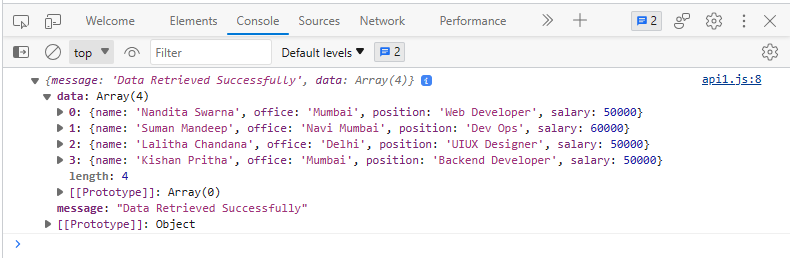 Welcome Elements Console Sources Network Performance 2
top Filter Default levels 2
{message: 'Data Retrieved Successfully', data: Array(4)} api1.js:8
data: Array(4)
0: {name: 'Nandita Swarna', office: 'Mumbai', position: 'Web Developer', salary: 50000}
1: {name: 'Suman Mandeep', office: 'Navi Mumbai', position: 'Dev Ops', salary: 60000}
2: {name: 'Lalitha Chandana', office: 'Delhi', position: 'UIUX Designer', salary: 50000}
3: {name: 'Kishan Pritha', office: 'Mumbai', position: 'Backend Developer', salary: 50000}
length: 4
[[Prototype]]: Array(0)
message: "Data Retrieved Successfully"
[[Prototype]]: Object